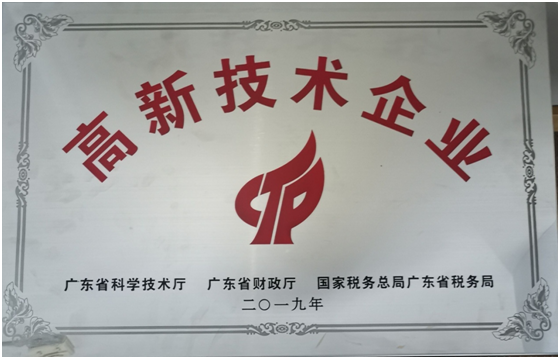 高新技术企业
广东省科学技术厅 广东省财政厅 国家税务总局广东省税务局
二〇一九年